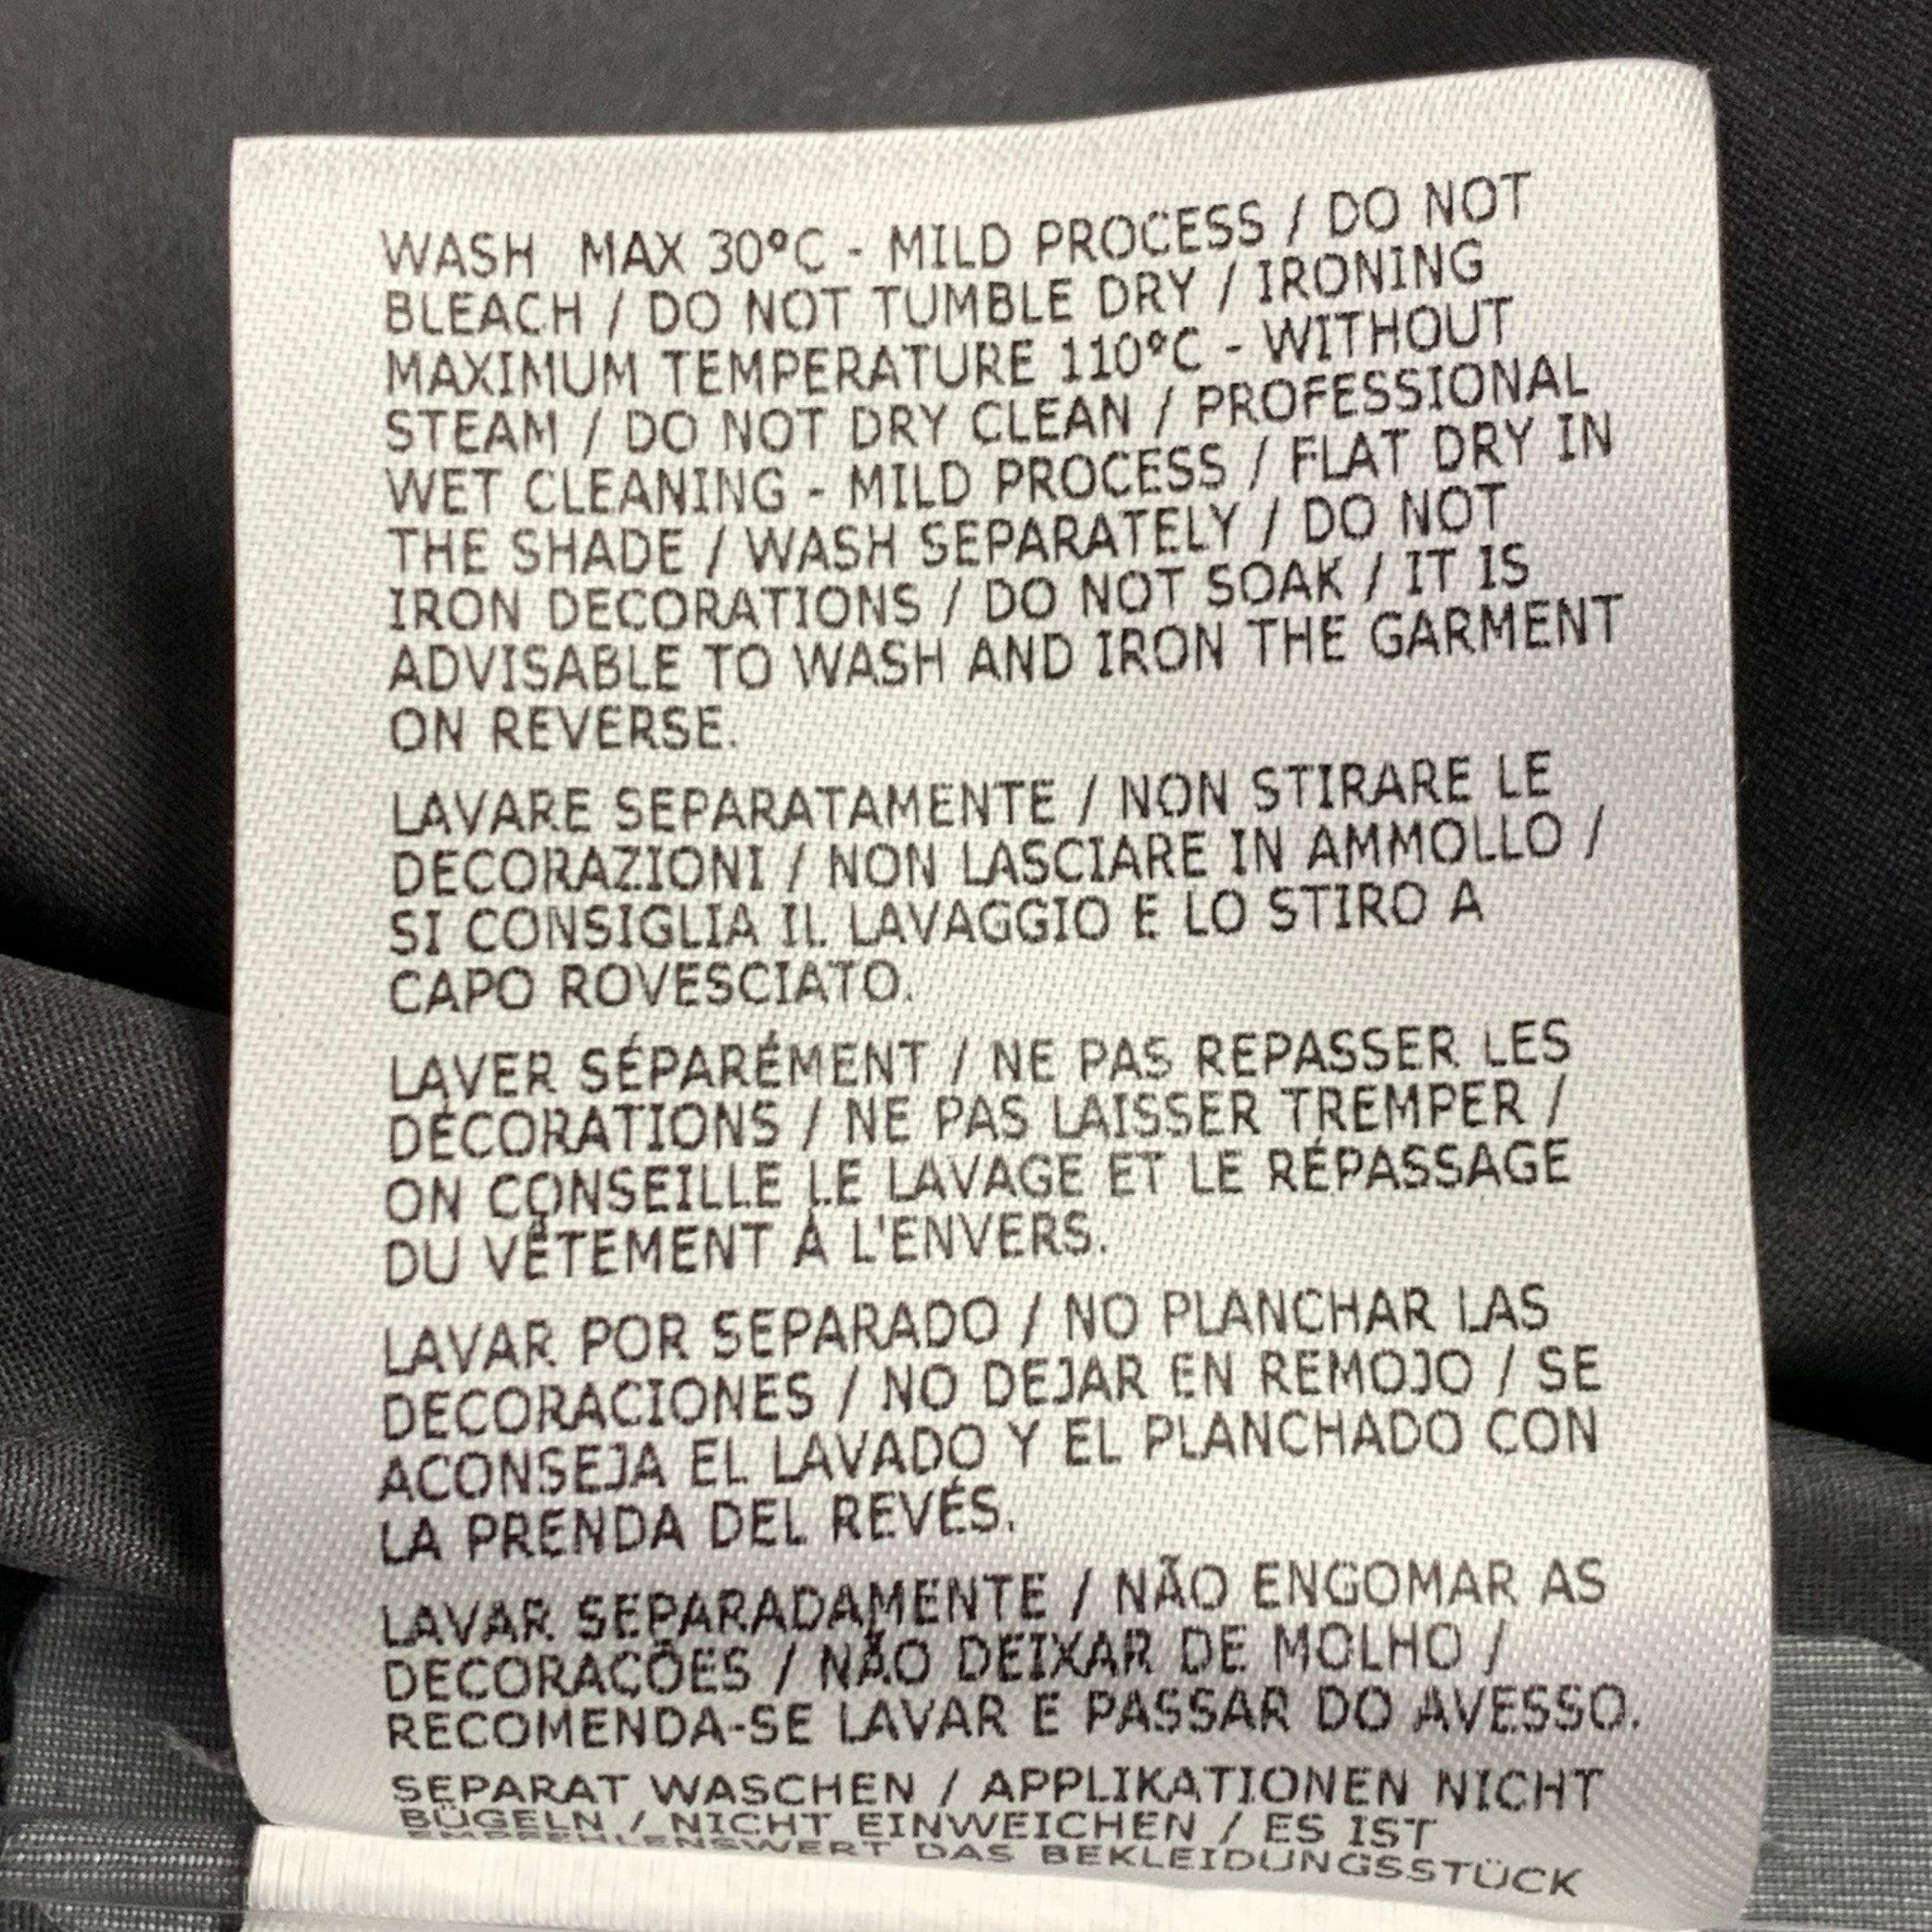 WASH MAX 30°C - MILD PROCESS / DO NOT
BLEACH / DO NOT TUMBLE DRY / IRONING
MAXIMUM TEMPERATURE 110°C - WITHOUT
STEAM / DO NOT DRY CLEAN / PROFESSIONAL
WET CLEANING - MILD PROCESS / FLAT DRY IN
THE SHADE / WASH SEPARATELY / DO NOT
IRON DECORATIONS / DO NOT SOAK / IT IS
ADVISABLE TO WASH AND IRON THE GARMENT
ON REVERSE.
LAVARE SEPARATAMENTE / NON STIRARE LE
DECORAZIONI / NON LASCIARE IN AMMOLLO /
SI CONSIGLIA IL LAVAGGIO E LO STIRO A
CAPO ROVESCIATO.
LAVER SÉPARÉMENT / NE PAS REPASSER LES
DÉCORATIONS / NE PAS LAISSER TREMPER /
ON CONSEILLE LE LAVAGE ET LE RÉPASSAGE
DU VÊTEMENT À L'ENVERS.
LAVAR POR SEPARADO / NO PLANCHAR LAS
DECORACIONES / NO DEJAR EN REMOJO / SE
ACONSEJA EL LAVADO Y EL PLANCHADO CON
LA PRENDA DEL REVÉS.
LAVAR SEPARADAMENTE / NÃO ENGOMAR AS
DECORAÇÕES / NÃO DEIXAR DE MOLHO /
RECOMENDA-SE LAVAR E PASSAR DO AVESSO.
SEPARAT WASCHEN / APPLIKATIONEN NICHT
BÜGELN / NICHT EINWEICHEN / ES IST
EMPFEHLENSWERT DAS BEKLEIDUNGSSTÜCK